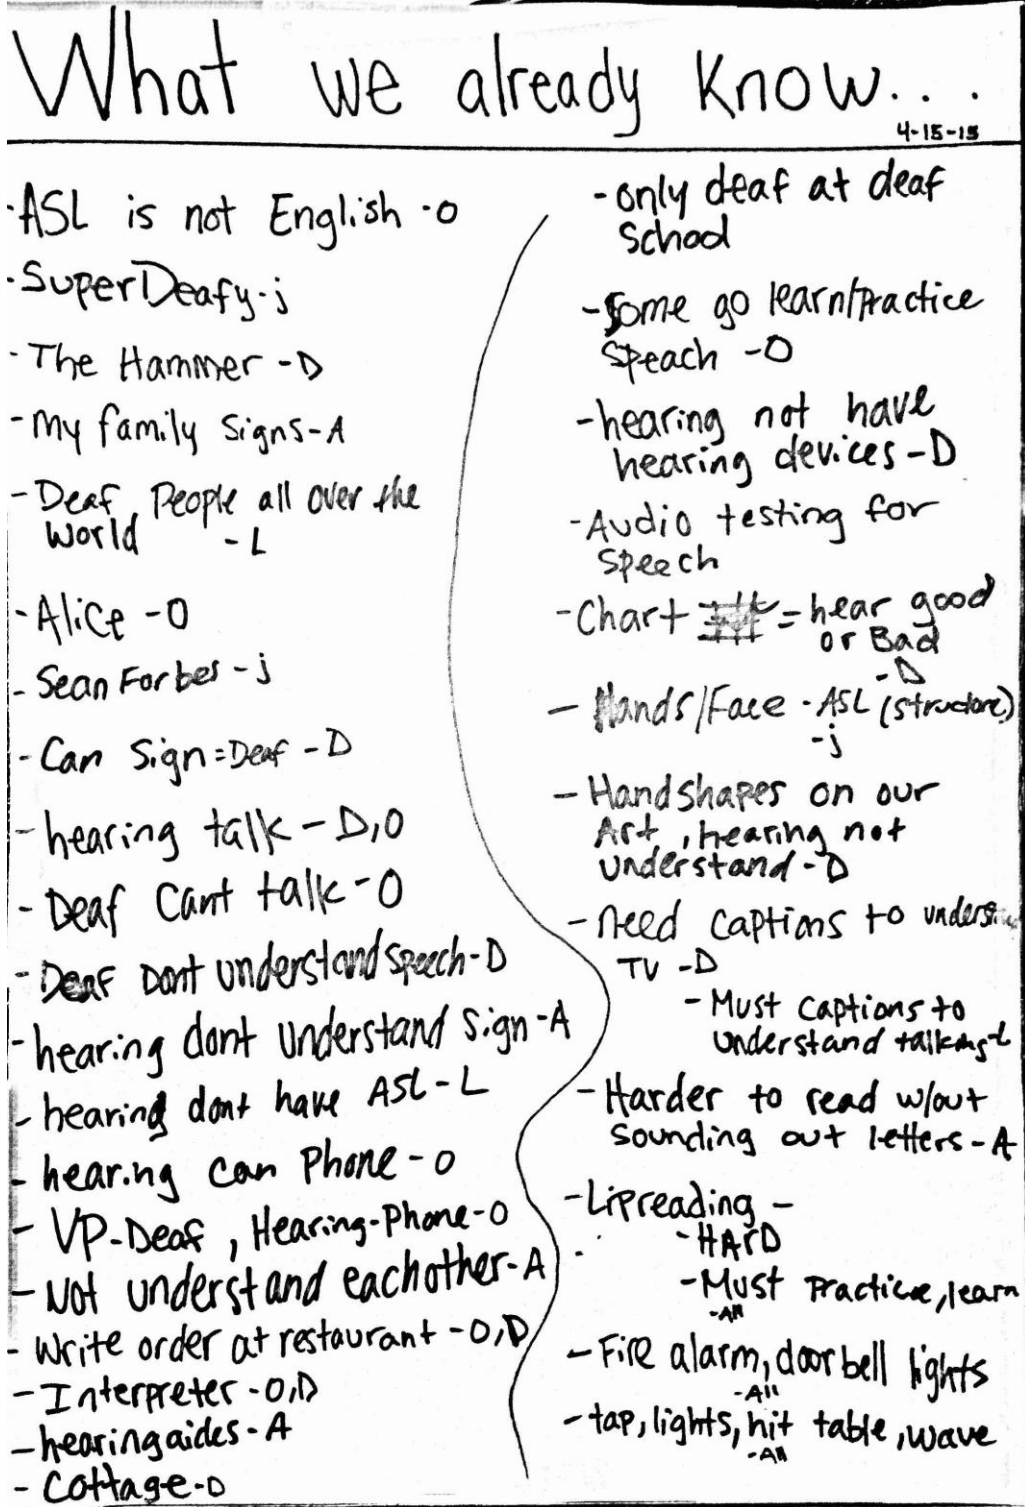 What we already know...
4-15-15
- ASL is not English - O
- SuperDeafy - j
- The Hammer - D
- My family signs - A
- Deaf People all over the
World - L
- Alice - O
- Sean Forbes - j
- Can sign = Deaf - D
- hearing talk - D,O
- Deaf Cant talk - O
- Deaf Dont understand speech - D
- hearing dont understand sign - A
- hearing dont have ASL - L
- hearing can Phone - O
- VP-Deaf, Hearing-Phone - O
- Not understand eachother - A
- Write order at restaurant - O,D
- Interpreter - O,D
- hearing aides - A
- Cottage - D
- only deaf at deaf
School
- Some go learn/Practice
Speach - O
- hearing not have
hearing devices - D
- Audio testing for
Speech
- Chart = hear good
or Bad
- D
- Hands/Face - ASL (structure)
- j
- Handshapes on our
Art, hearing not
understand - D
- need captions to
TV - D
- Must captions to
understand talking - L
- Harder to read w/out
sounding out letters - A
- Lipreading -
- HARD
- Must Practice, learn
- All
- Fire alarm, doorbell lights
- All
- tap, lights, hit table, wave
- All